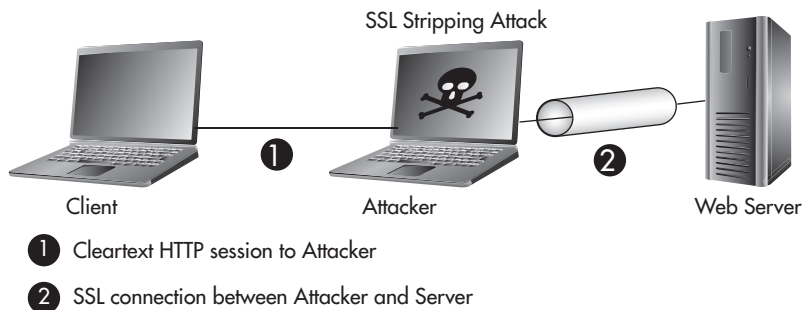 SSL Stripping Attack
1
2
Client
Attacker
Web Server
1 Cleartext HTTP session to Attacker
2 SSL connection between Attacker and Server